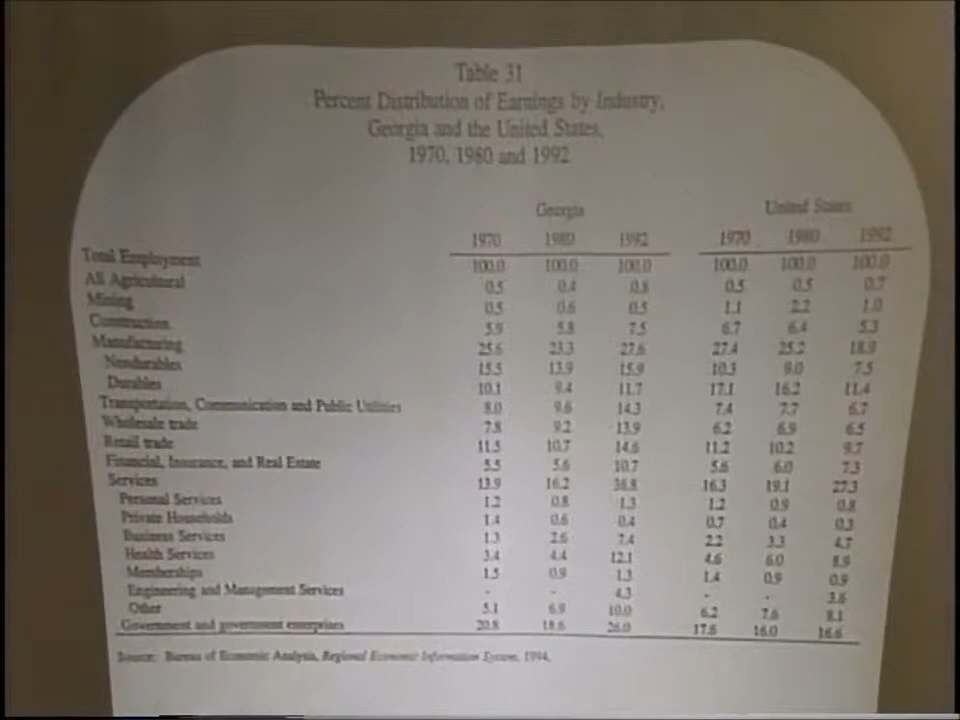 Table 31
Percent Distribution of Earnings by Industry,
Georgia and the United States,
1970, 1980 and 1992
Georgia United States
1970 1980 1992 1970 1980 1992
Total Employment 100.0 100.0 100.0 100.0 100.0 100.0
All Agricultural 0.5 0.4 0.8 0.5 0.5 0.7
Mining 0.5 0.6 0.5 1.1 2.2 1.0
Construction 5.9 5.8 7.5 6.7 6.4 5.3
Manufacturing 25.6 23.3 27.6 27.4 25.2 18.9
Nondurables 15.5 13.9 15.9 10.3 9.0 7.5
Durables 10.1 9.4 11.7 17.1 16.2 11.4
Transportation, Communication and Public Utilities 8.0 9.6 14.3 7.4 7.7 6.7
Wholesale trade 7.8 9.2 13.9 6.2 6.9 6.5
Retail trade 11.5 10.7 14.6 11.2 10.2 9.7
Financial, Insurance, and Real Estate 5.5 5.6 10.7 5.6 6.0 7.3
Services 13.9 16.2 36.8 16.3 19.1 27.3
Personal Services 1.2 0.8 1.3 1.2 0.9 0.8
Private Households 1.4 0.6 0.4 0.7 0.4 0.3
Business Services 1.3 2.6 7.4 2.2 3.3 4.7
Health Services 3.4 4.4 12.1 4.6 6.0 8.9
Memberships 1.5 0.9 1.3 1.4 0.9 0.9
Engineering and Management Services - - 4.3 - - 3.6
Other 5.1 6.9 10.0 6.2 7.6 8.1
Government and government enterprises 20.8 18.6 26.0 17.6 16.0 16.6
Source: Bureau of Economic Analysis, Regional Economic Information System, 1994.